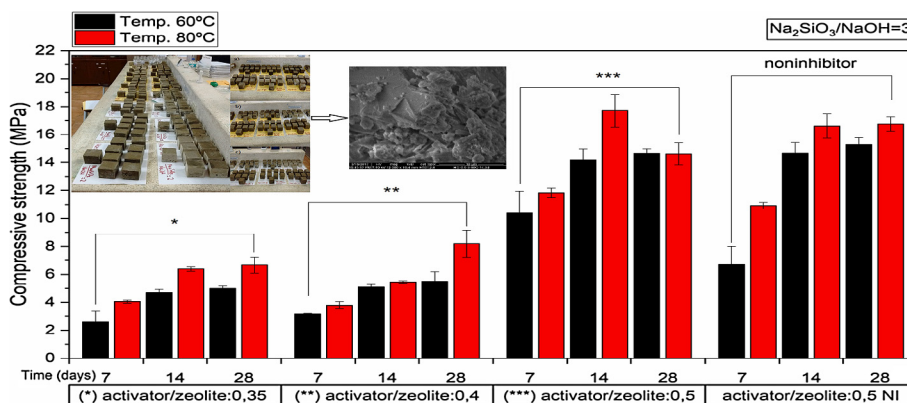 Temp. 60ºC
Temp. 80ºC
Na₂SiO₃/NaOH=3
Compressive strength (MPa)
22
20
18
16
14
12
10
8
6
4
2
0
*
**
***
noninhibitor
Time (days) 7 14 28 7 14 28 7 14 28 7 14 28
(*) activator/zeolite:0,35 (**) activator/zeolite:0,4 (***) activator/zeolite:0,5 activator/zeolite:0,5 NI